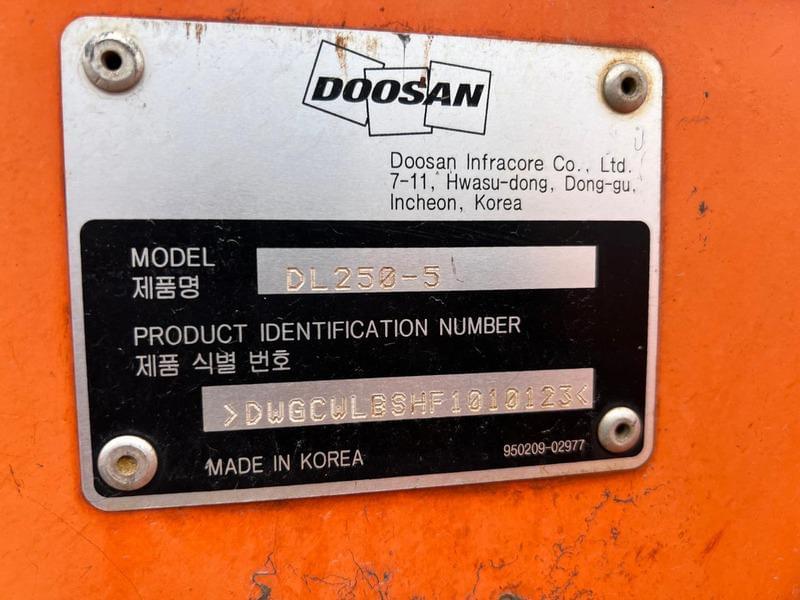 DOOSAN
Doosan Infracore Co., Ltd.
7-11, Hwasu-dong, Dong-gu,
Incheon, Korea
MODEL
제품명
DL250-5
PRODUCT IDENTIFICATION NUMBER
제품 식별 번호
>DWGCWLBSHF1010123<
MADE IN KOREA
950209-02977